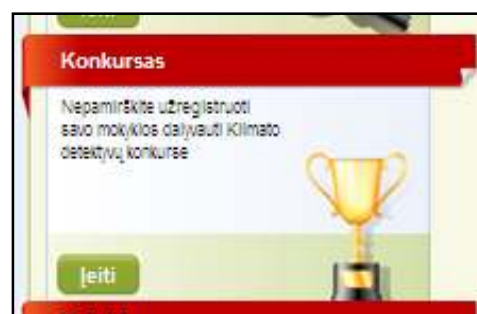 Konkursas
Nepamirškite užregistruoti
savo mokyklos dalyvauti Klimato
detektyvų konkurse
Įeiti